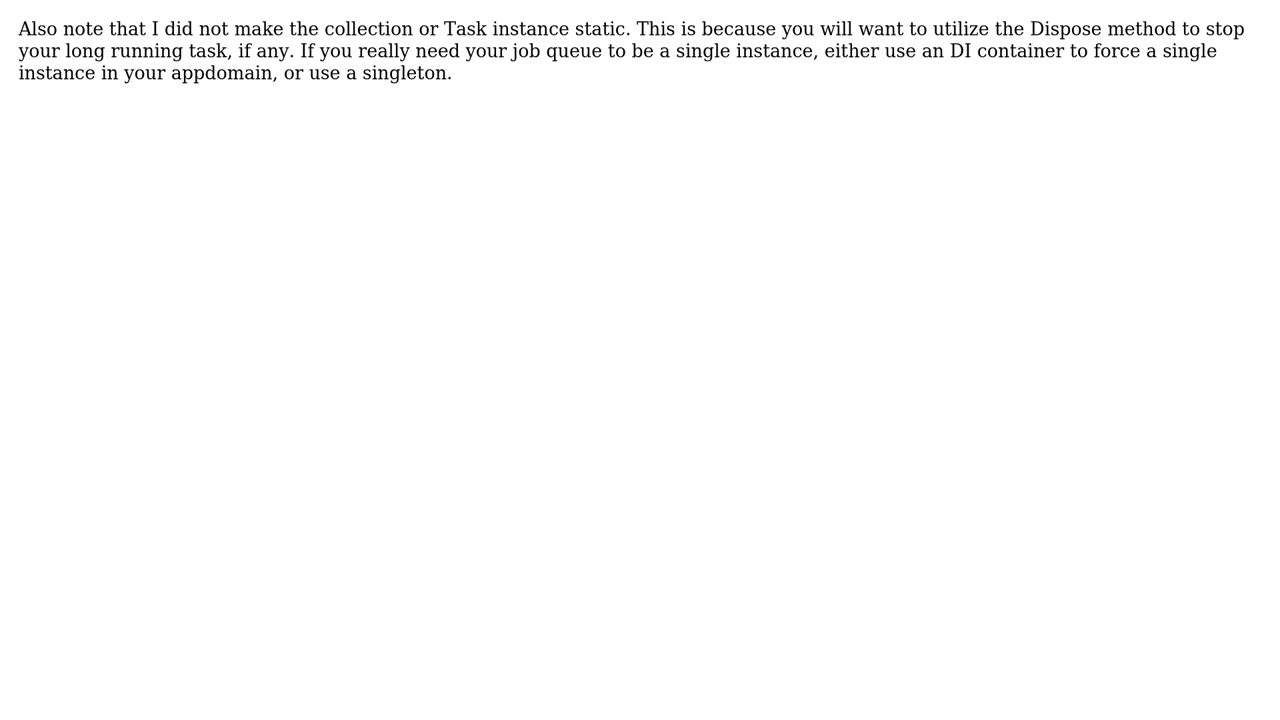 Also note that I did not make the collection or Task instance static. This is because you will want to utilize the Dispose method to stop
your long running task, if any. If you really need your job queue to be a single instance, either use an DI container to force a single
instance in your appdomain, or use a singleton.